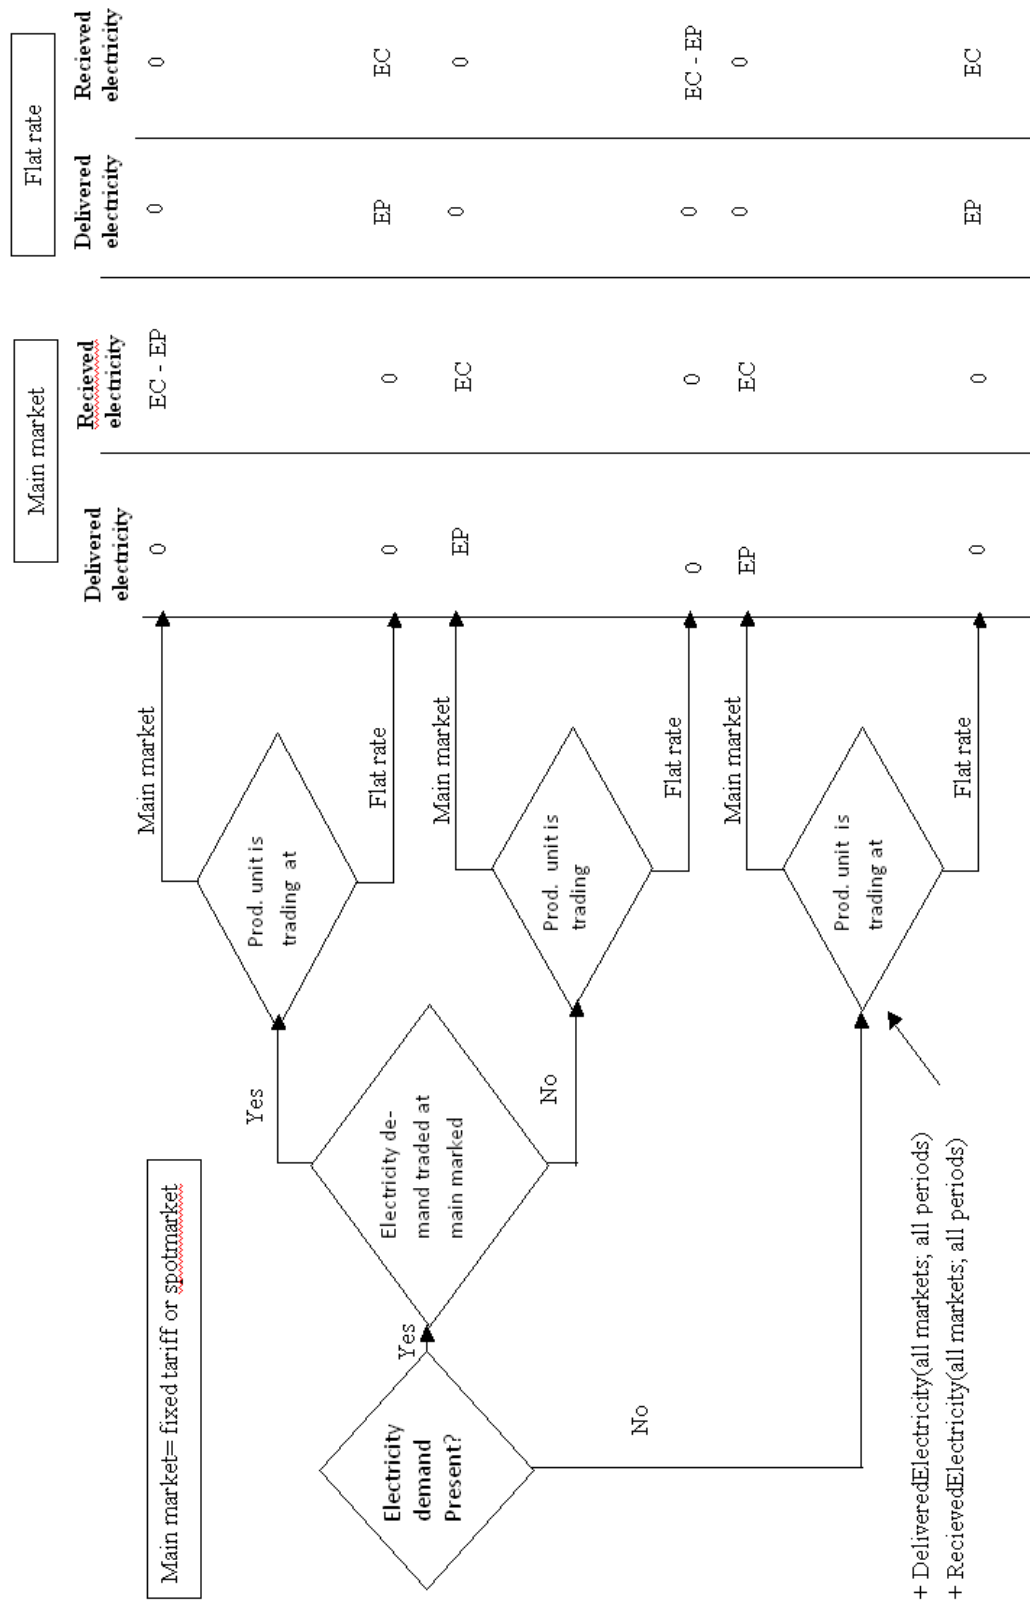 Main market= fixed tariff or spotmarket
Main market
Flat rate
Delivered
electricity
Recieved
electricity
Delivered
electricity
Recieved
electricity
Electricity
demand
Present?
Yes
No
Electricity de-
mand traded at
main marked
Yes
No
Prod. unit is
trading at
Main market
0
EC - EP
0
0
Flat rate
0
0
EP
EC
Prod. unit is
trading
Main market
EP
EC
0
0
Flat rate
0
0
0
EC - EP
Prod. unit is
trading at
Main market
EP
EC
0
0
Flat rate
0
0
EP
EC
+ DeliveredElectricity(all markets; all periods)
+ RecievedElectricity(all markets; all periods)